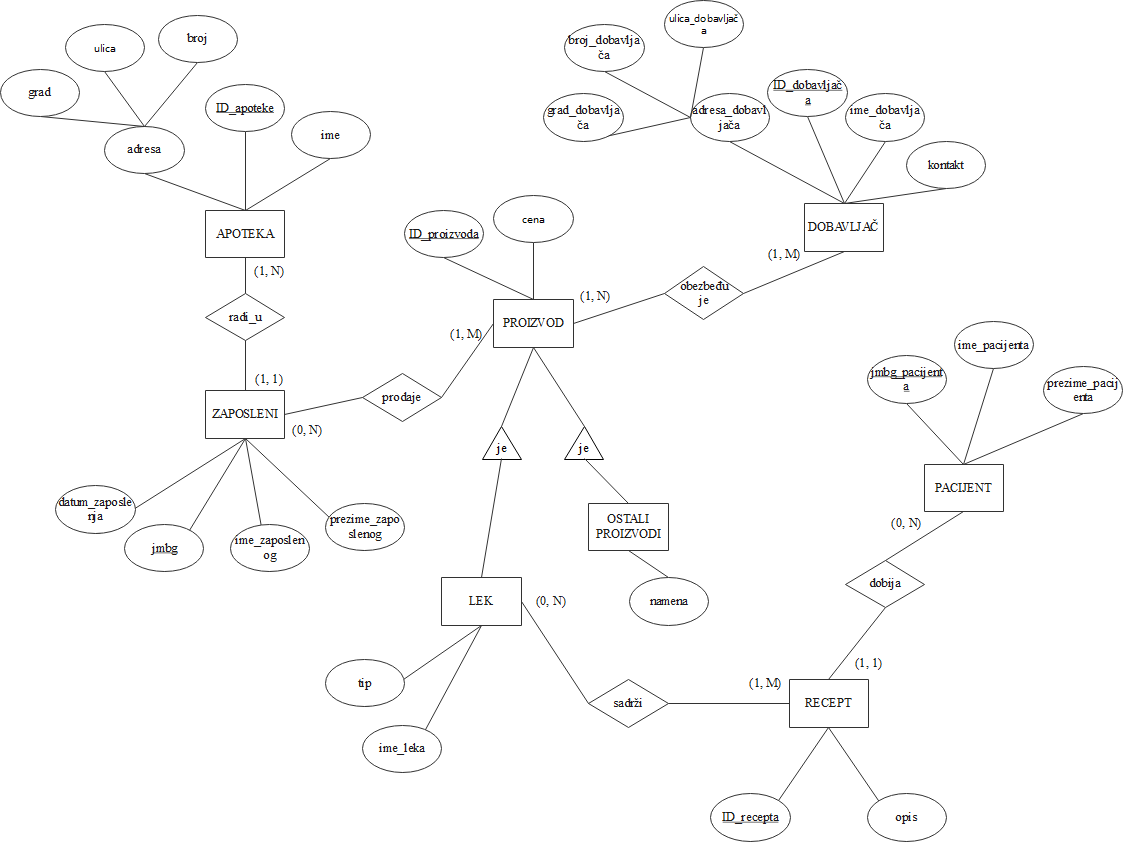 ulica
broj
grad
ID_apoteke
ime
adresa
APOTEKA
(1, N)
radi_u
(1, 1)
ZAPOSLENI
(0, N)
datum_zaposle
nja
jmbg
ime_zaposlen
og
prezime_zapo
slenog
prodaje
(1, M)
ID_proizvoda
cena
PROIZVOD
(1, N)
obezbeđu
je
(1, M)
ulica_dobavljač
a
broj_dobavlja
ča
grad_dobavlja
ča
adresa_dobavl
jača
ID_dobavljač
a
ime_dobavlja
ča
kontakt
DOBAVLJAČ
je
je
OSTALI
PROIZVODI
namena
LEK
(0, N)
tip
ime_leka
sadrži
(1, M)
ime_pacijenta
jmbg_pacijent
a
prezime_pacij
enta
PACIJENT
(0, N)
dobija
(1, 1)
RECEPT
ID_recepta
opis